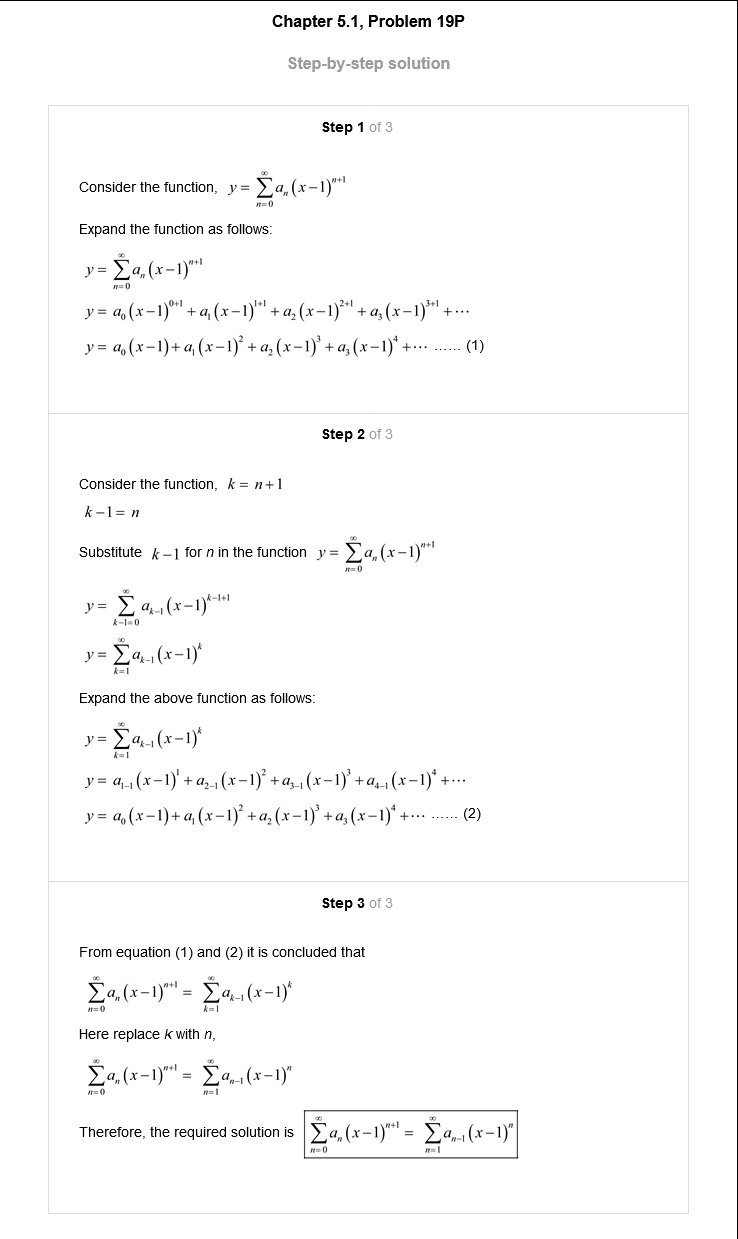 Chapter 5.1, Problem 19P
Step-by-step solution
Step 1 of 3
Consider the function, $y = \sum_{n=0}^{\infty} a_n (x-1)^{n+1}$
Expand the function as follows:
$y = \sum_{n=0}^{\infty} a_n (x-1)^{n+1}$
$y = a_0 (x-1)^{0+1} + a_1 (x-1)^{1+1} + a_2 (x-1)^{2+1} + a_3 (x-1)^{3+1} + \cdots$
$y = a_0 (x-1) + a_1 (x-1)^2 + a_2 (x-1)^3 + a_3 (x-1)^4 + \cdots$ ...... (1)
Step 2 of 3
Consider the function, $k = n+1$
$k-1 = n$
Substitute $k-1$ for n in the function $y = \sum_{n=0}^{\infty} a_n (x-1)^{n+1}$
$y = \sum_{k-1=0}^{\infty} a_{k-1} (x-1)^{k-1+1}$
$y = \sum_{k=1}^{\infty} a_{k-1} (x-1)^k$
Expand the above function as follows:
$y = \sum_{k=1}^{\infty} a_{k-1} (x-1)^k$
$y = a_{1-1} (x-1)^1 + a_{2-1} (x-1)^2 + a_{3-1} (x-1)^3 + a_{4-1} (x-1)^4 + \cdots$
$y = a_0 (x-1) + a_1 (x-1)^2 + a_2 (x-1)^3 + a_3 (x-1)^4 + \cdots$ ...... (2)
Step 3 of 3
From equation (1) and (2) it is concluded that
$\sum_{n=0}^{\infty} a_n (x-1)^{n+1} = \sum_{k=1}^{\infty} a_{k-1} (x-1)^k$
Here replace k with n,
$\sum_{n=0}^{\infty} a_n (x-1)^{n+1} = \sum_{n=1}^{\infty} a_{n-1} (x-1)^n$
Therefore, the required solution is $\sum_{n=0}^{\infty} a_n (x-1)^{n+1} = \sum_{n=1}^{\infty} a_{n-1} (x-1)^n$